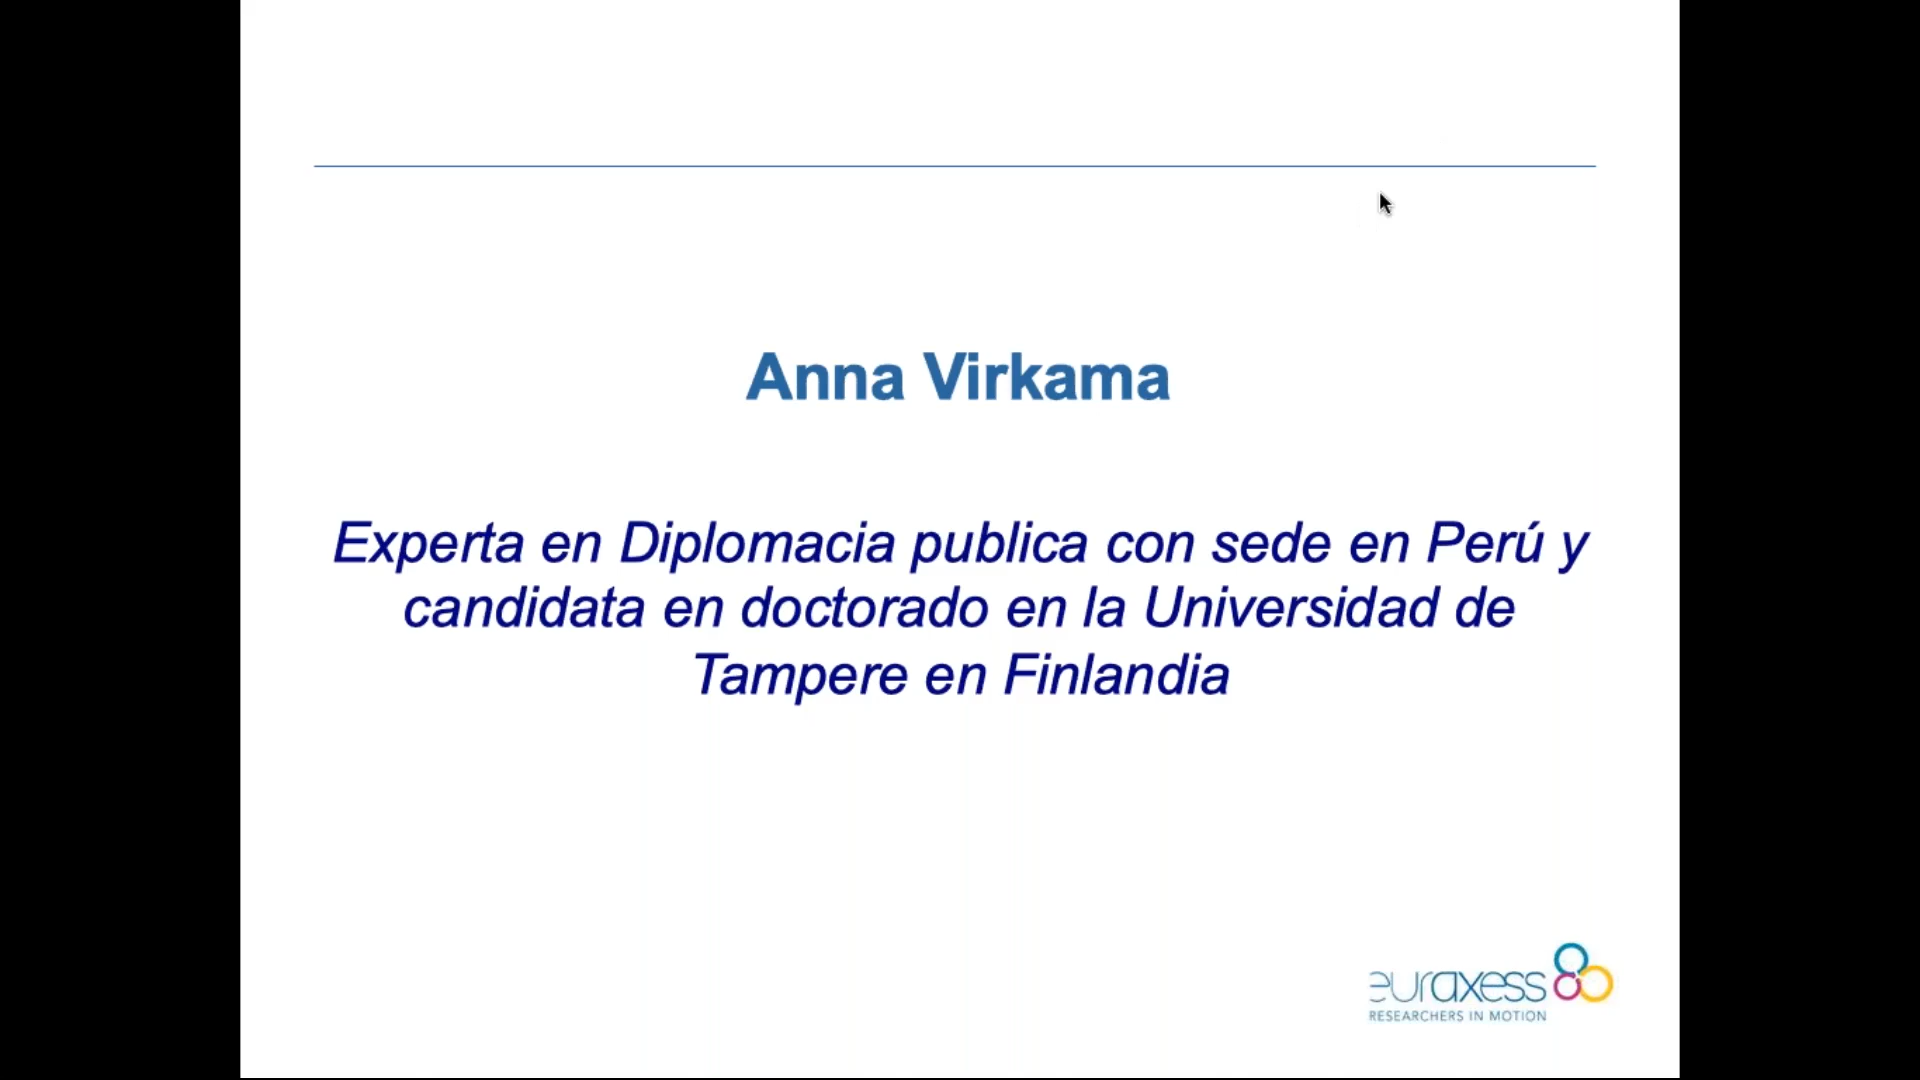 Anna Virkama
Experta en Diplomacia publica con sede en Perú y
candidata en doctorado en la Universidad de
Tampere en Finlandia
euraxess
RESEARCHERS IN MOTION